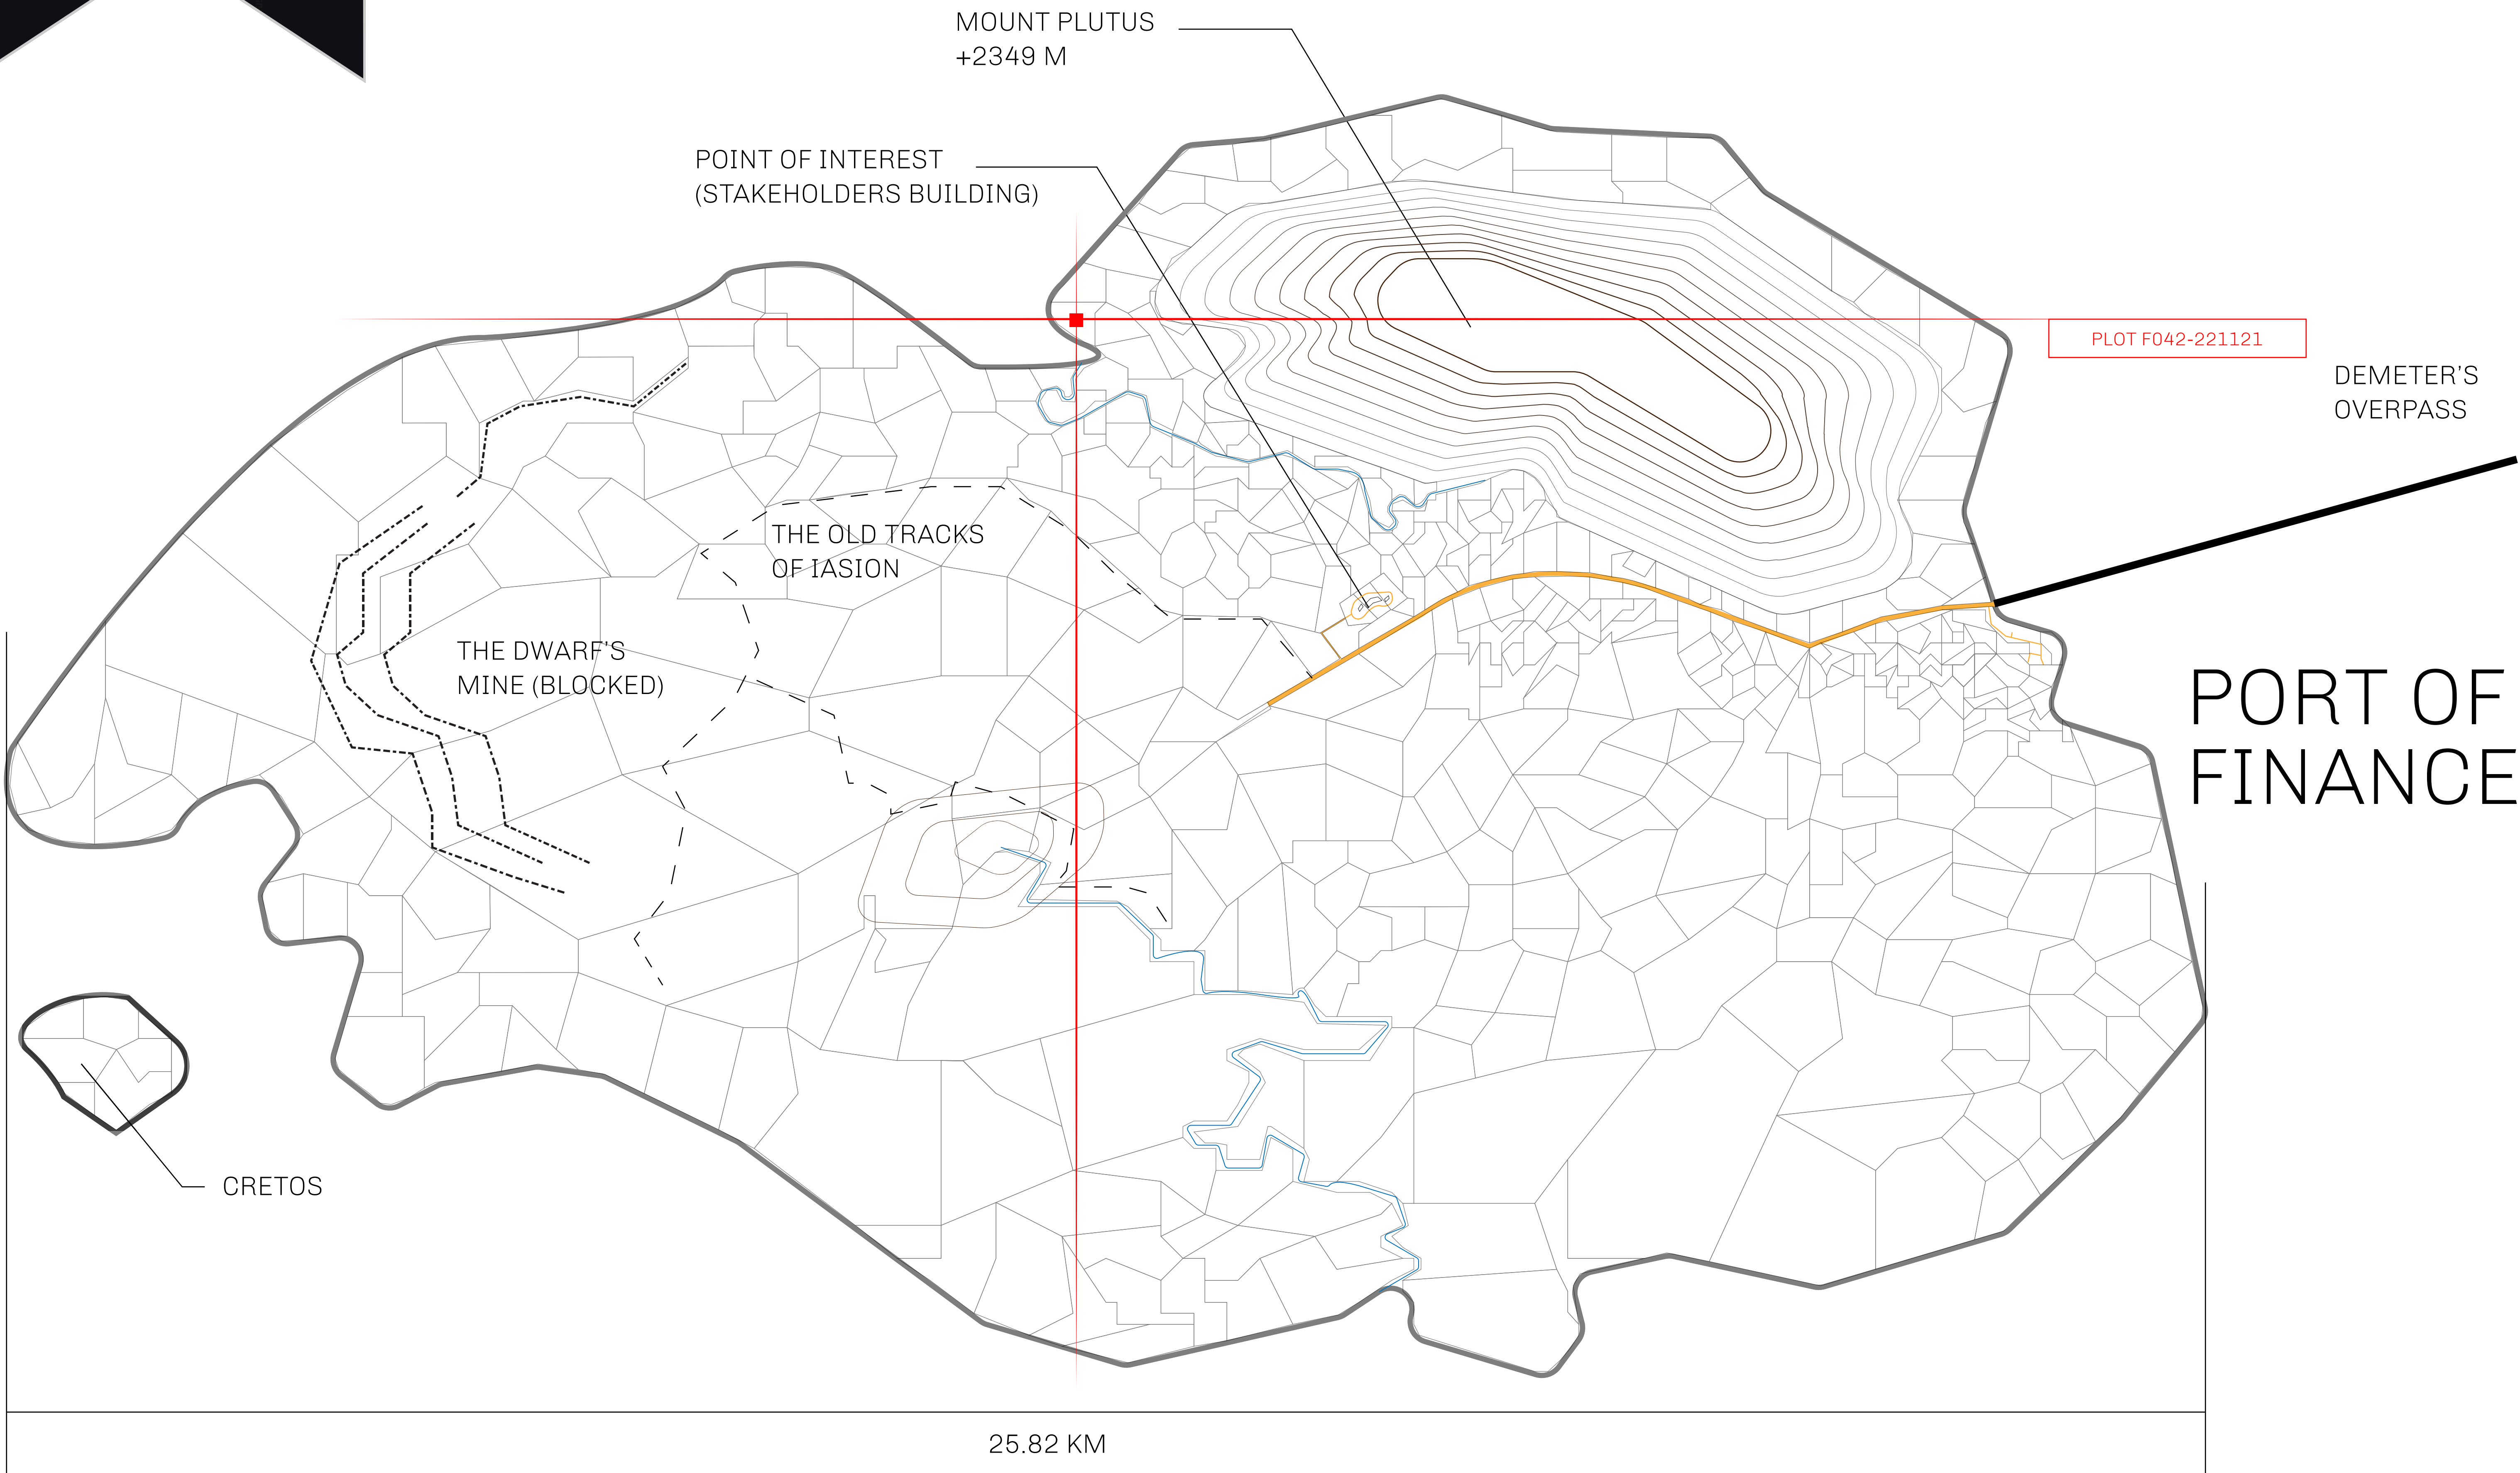 MOUNT PLUTUS
+2349 M
POINT OF INTEREST
(STAKEHOLDERS BUILDING)
PLOT F042-221121
DEMETER'S
OVERPASS
THE OLD TRACKS
OF IASION
THE DWARF'S
MINE (BLOCKED)
PORT OF
FINANCE
CRETOS
25.82 KM